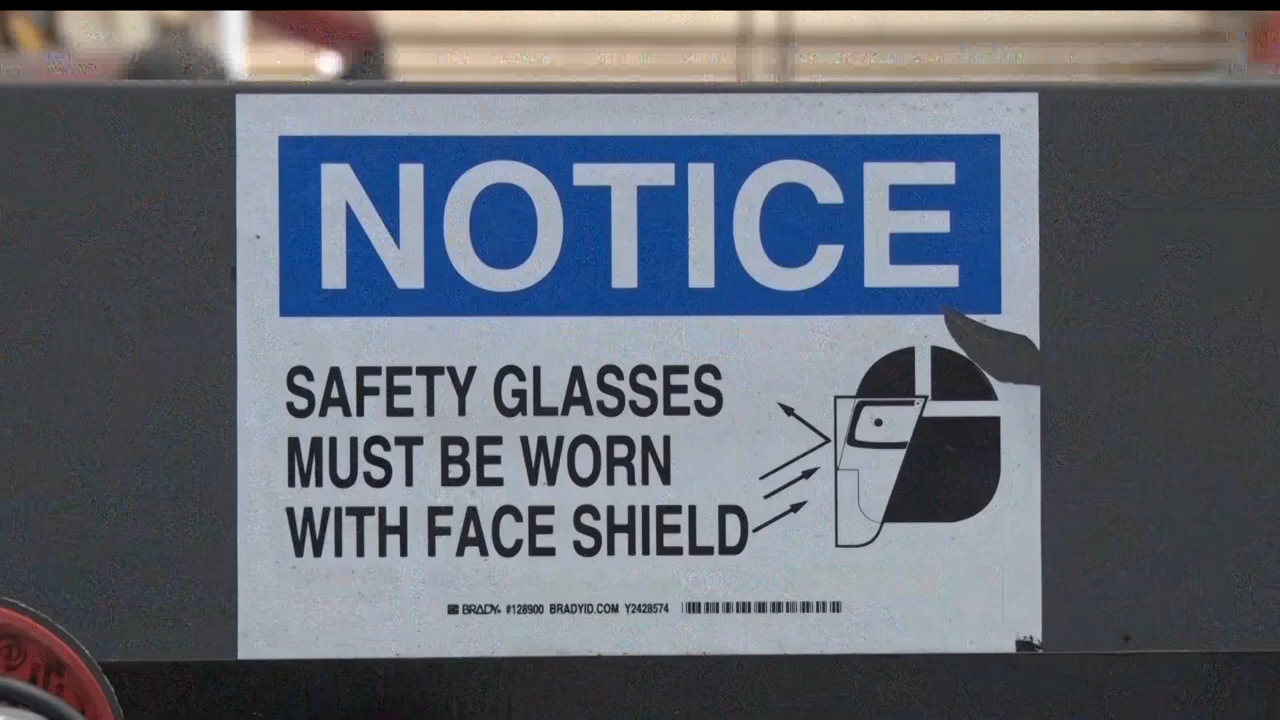 NOTICE
SAFETY GLASSES
MUST BE WORN
WITH FACE SHIELD
BRADY. #128900 BRADYID.COM Y2428574